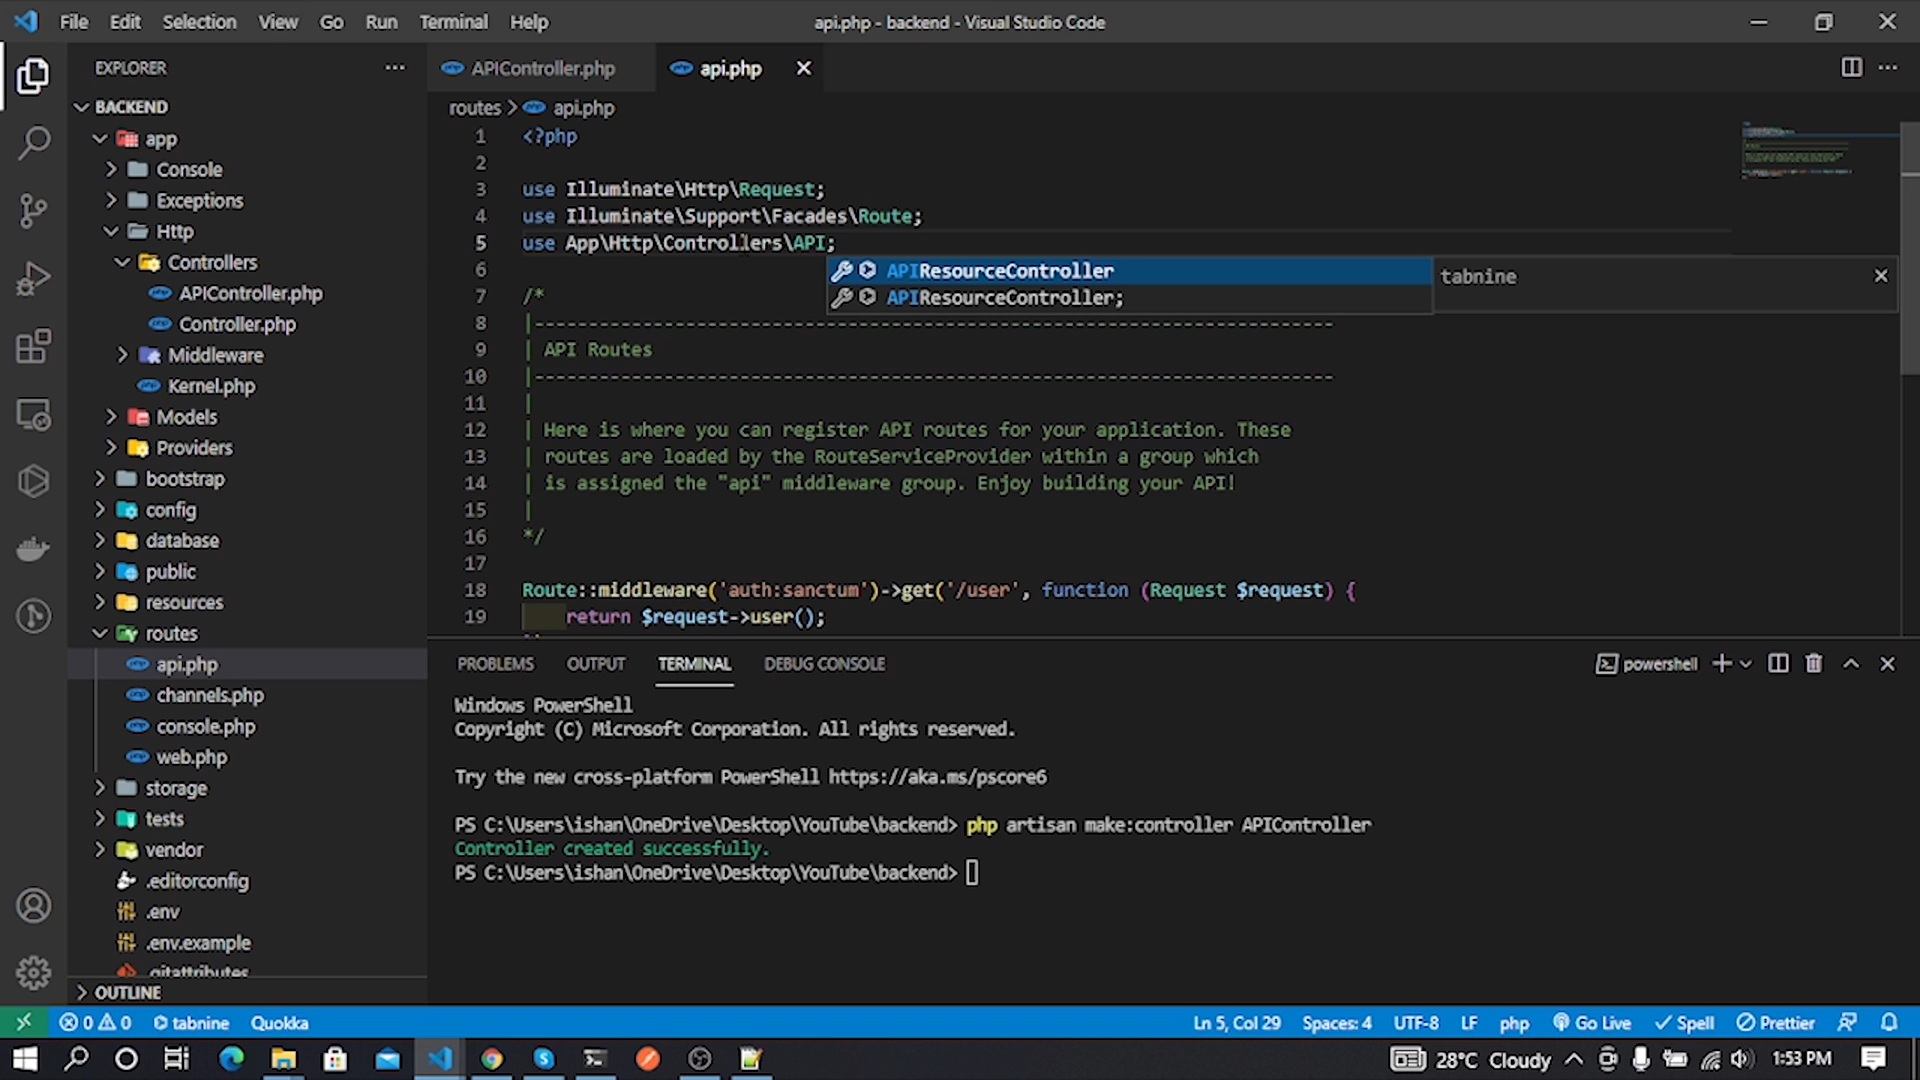 File Edit Selection View Go Run Terminal Help
api.php - backend - Visual Studio Code
EXPLORER
BACKEND
app
Console
Exceptions
Http
Controllers
APIController.php
Controller.php
Middleware
Kernel.php
Models
Providers
bootstrap
config
database
public
resources
routes
api.php
channels.php
console.php
web.php
storage
tests
vendor
.editorconfig
.env
.env.example
.gitattributes
OUTLINE
APIController.php
api.php
routes > api.php
1 <?php
2
3 use Illuminate\Http\Request;
4 use Illuminate\Support\Facades\Route;
5 use App\Http\Controllers\API;
6
APIResourceController
tabnine
APIResourceController;
7 /*
8 |--------------------------------------------------------------------------
9 | API Routes
10 |--------------------------------------------------------------------------
11 |
12 | Here is where you can register API routes for your application. These
13 | routes are loaded by the RouteServiceProvider within a group which
14 | is assigned the "api" middleware group. Enjoy building your API!
15 |
16 */
17
18 Route::middleware('auth:sanctum')->get('/user', function (Request $request) {
19 return $request->user();
PROBLEMS OUTPUT TERMINAL DEBUG CONSOLE
powershell
Windows PowerShell
Copyright (C) Microsoft Corporation. All rights reserved.
Try the new cross-platform PowerShell https://aka.ms/pscore6
PS C:\Users\ishan\OneDrive\Desktop\YouTube\backend> php artisan make:controller APIController
Controller created successfully.
PS C:\Users\ishan\OneDrive\Desktop\YouTube\backend>
0 0 tabnine Quokka
Ln 5, Col 29 Spaces: 4 UTF-8 LF php Go Live Spell Prettier
28°C Cloudy 1:53 PM